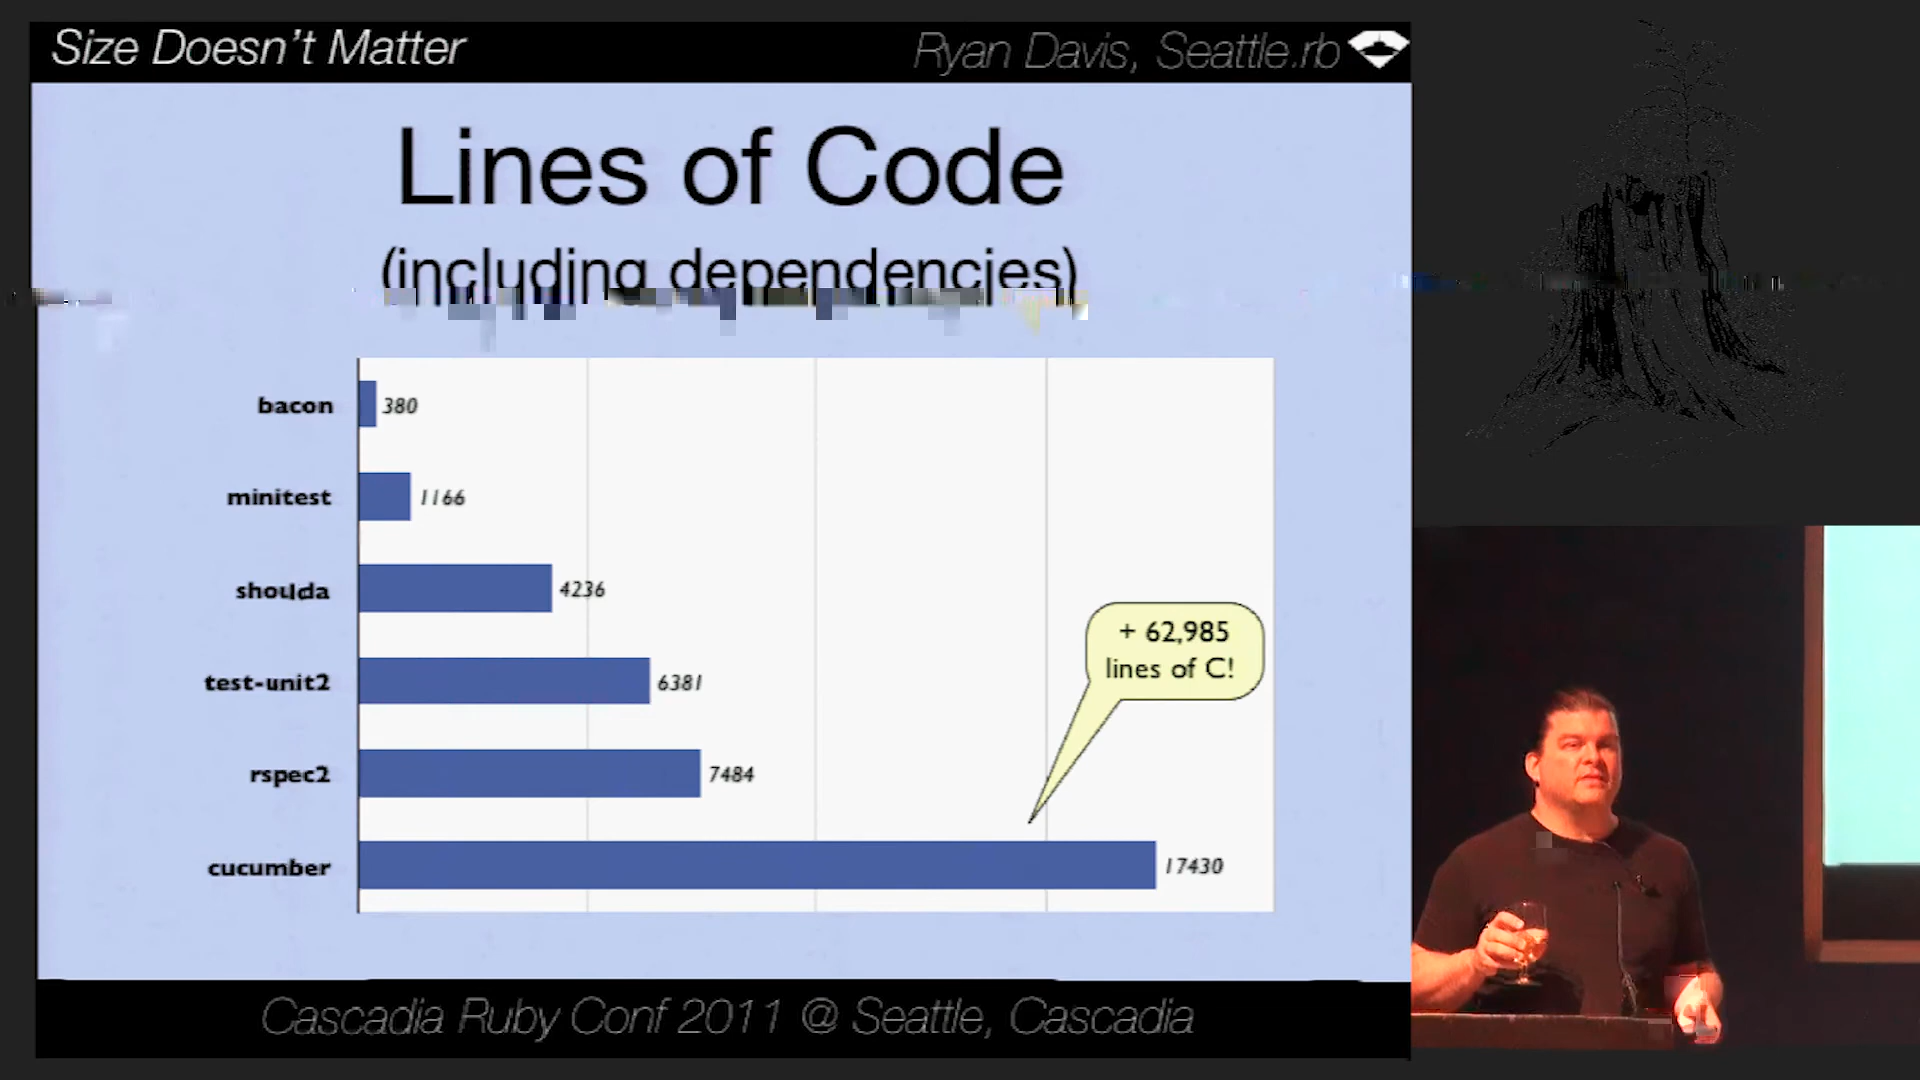 Size Doesn't Matter
Ryan Davis, Seattle.rb
Lines of Code
(including dependencies)
bacon 380
minitest 1166
shoulda 4236
test-unit2 6381
rspec2 7484
cucumber 17430
+ 62,985
lines of C!
Cascadia Ruby Conf 2011 @ Seattle, Cascadia